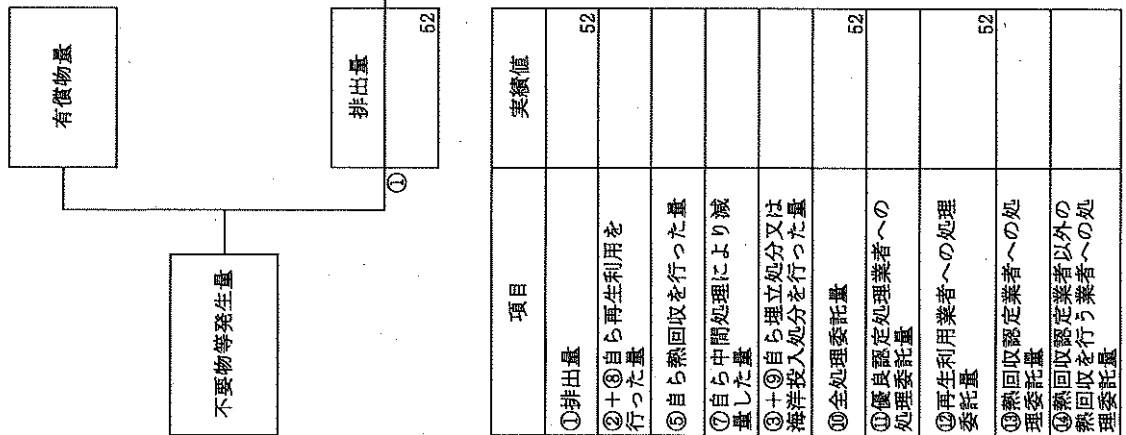 不要物等発生量
有償物量
排出量
①
52
項目
実績値
①排出量
52
②+⑧自ら再生利用を
行った量
⑤自ら熱回収を行った量
⑦自ら中間処理により減
量した量
③+⑨自ら埋立処分又は
海洋投入処分を行った量
⑩全処理委託量
52
⑪優良認定処理業者への
処理委託量
⑫再生利用業者への処理
委託量
52
⑬熱回収認定業者への処
理委託量
⑭熱回収認定業者以外の
熱回収を行う業者への処
理委託量